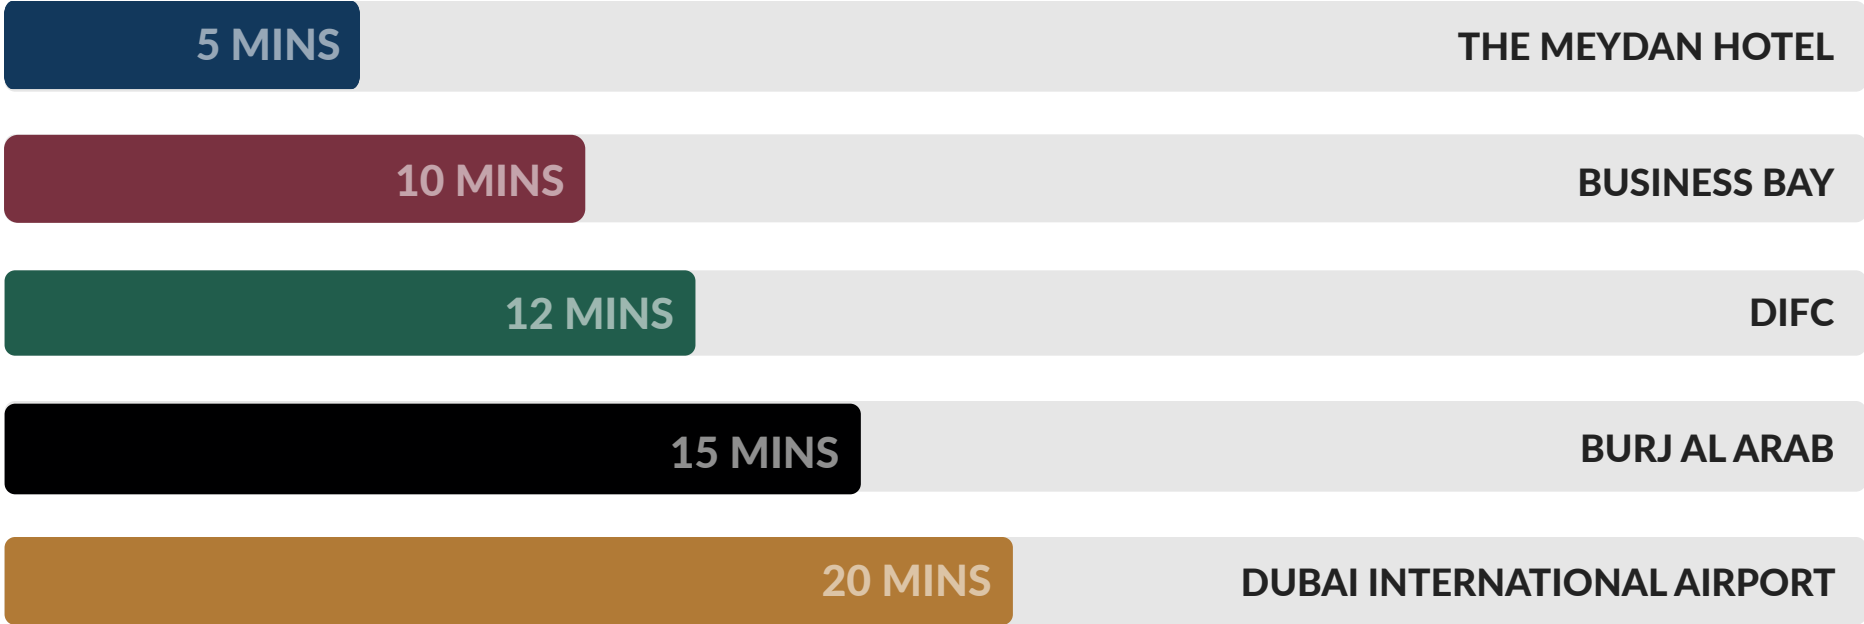 5 MINS THE MEYDAN HOTEL
10 MINS BUSINESS BAY
12 MINS DIFC
15 MINS BURJ AL ARAB
20 MINS DUBAI INTERNATIONAL AIRPORT